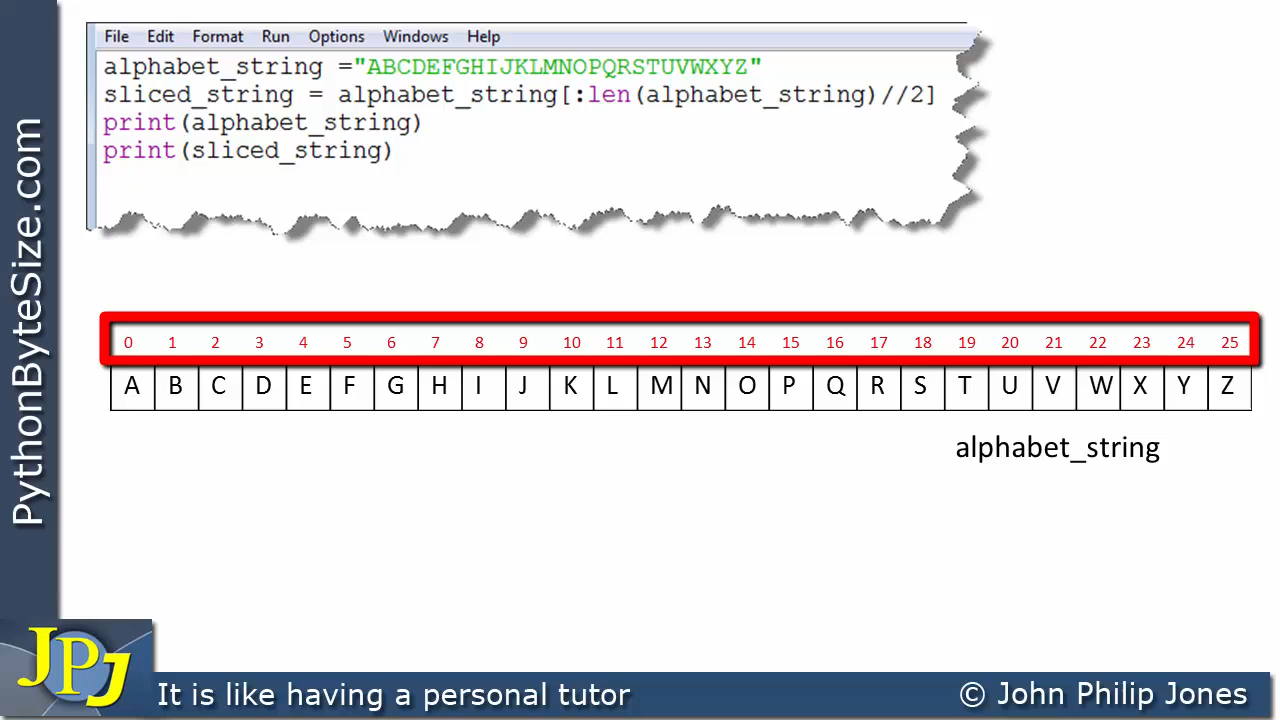 File Edit Format Run Options Windows Help
alphabet_string ="ABCDEFGHIJKLMNOPQRSTUVWXYZ"
sliced_string = alphabet_string[:len(alphabet_string)//2]
print(alphabet_string)
print(sliced_string)
PythonByteSize.com
0 1 2 3 4 5 6 7 8 9 10 11 12 13 14 15 16 17 18 19 20 21 22 23 24 25
A B C D E F G H I J K L M N O P Q R S T U V W X Y Z
alphabet_string
JPJ
It is like having a personal tutor
© John Philip Jones